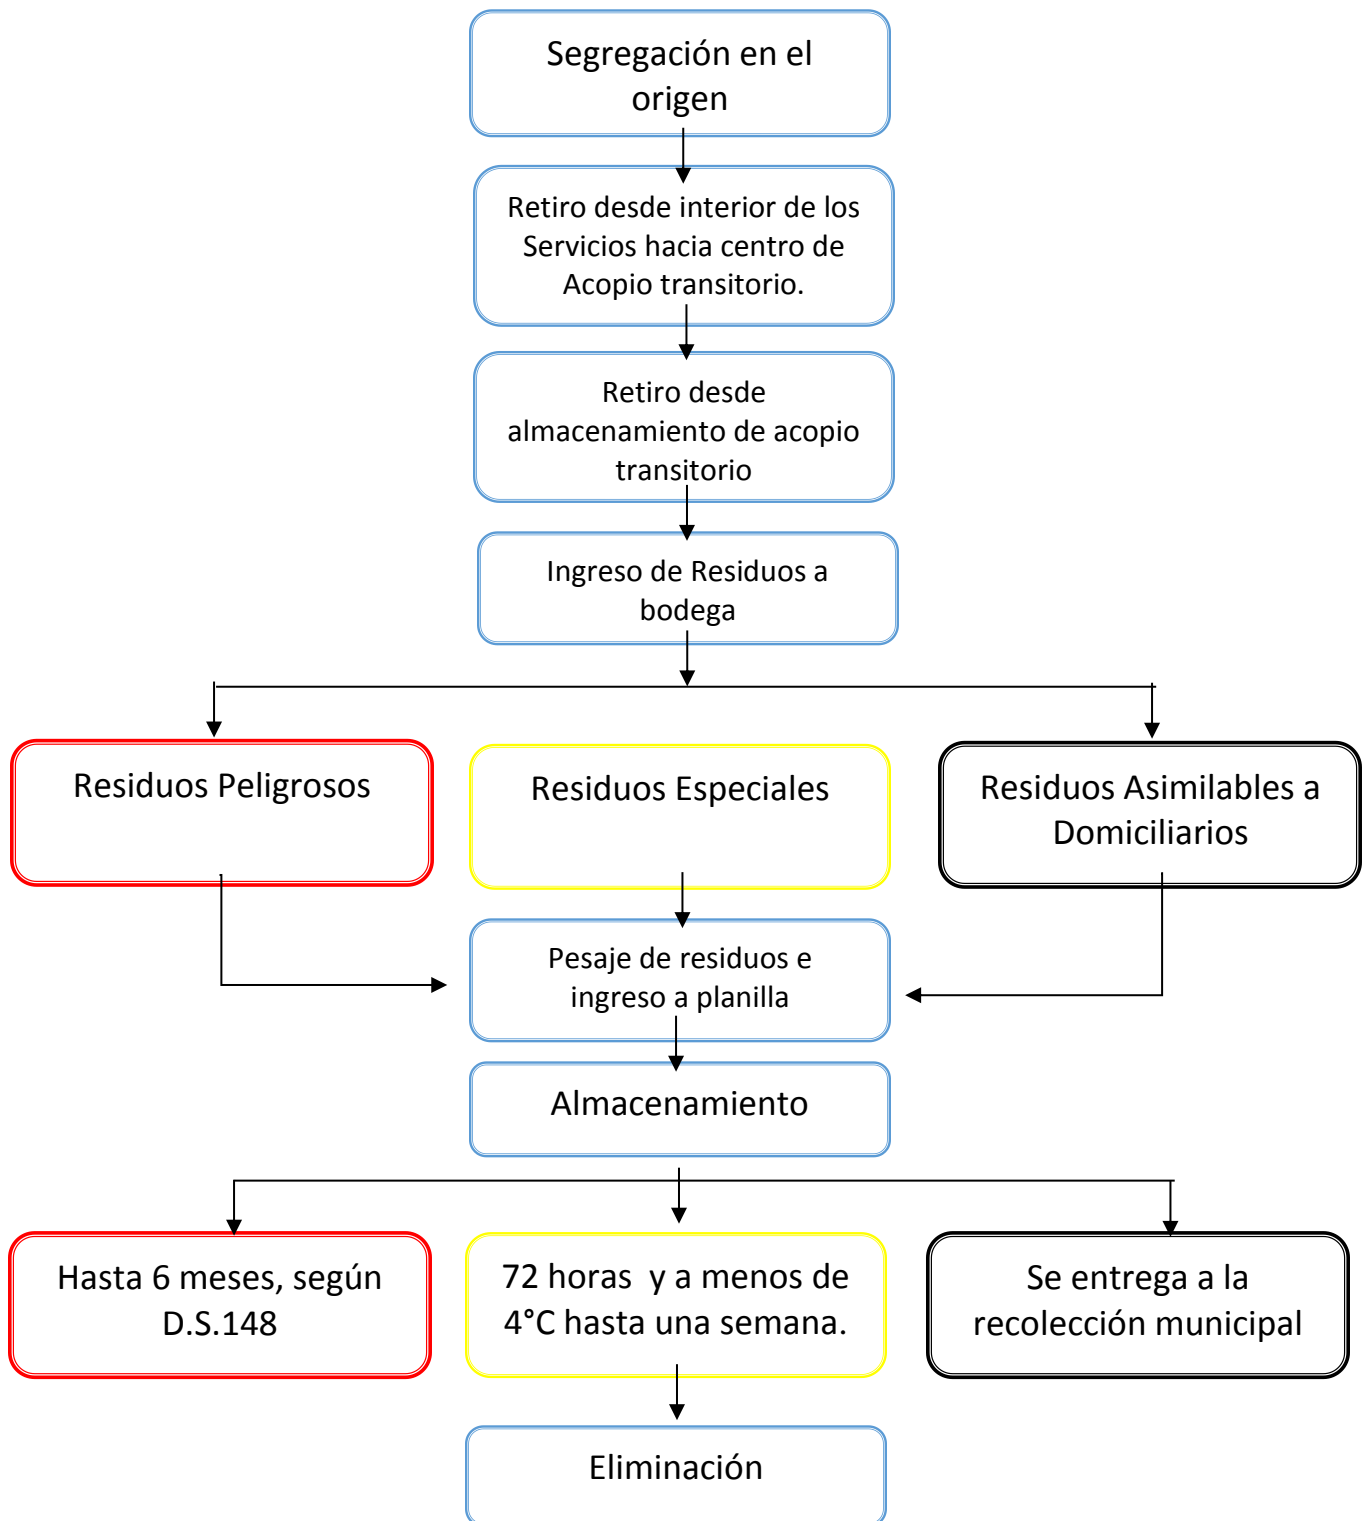 Segregación en el
origen
Retiro desde interior de los
Servicios hacia centro de
Acopio transitorio.
Retiro desde
almacenamiento de acopio
transitorio
Ingreso de Residuos a
bodega
Residuos Peligrosos
Residuos Especiales
Residuos Asimilables a
Domiciliarios
Pesaje de residuos e
ingreso a planilla
Almacenamiento
Hasta 6 meses, según
D.S.148
72 horas  y a menos de
4°C hasta una semana.
Se entrega a la
recolección municipal
Eliminación